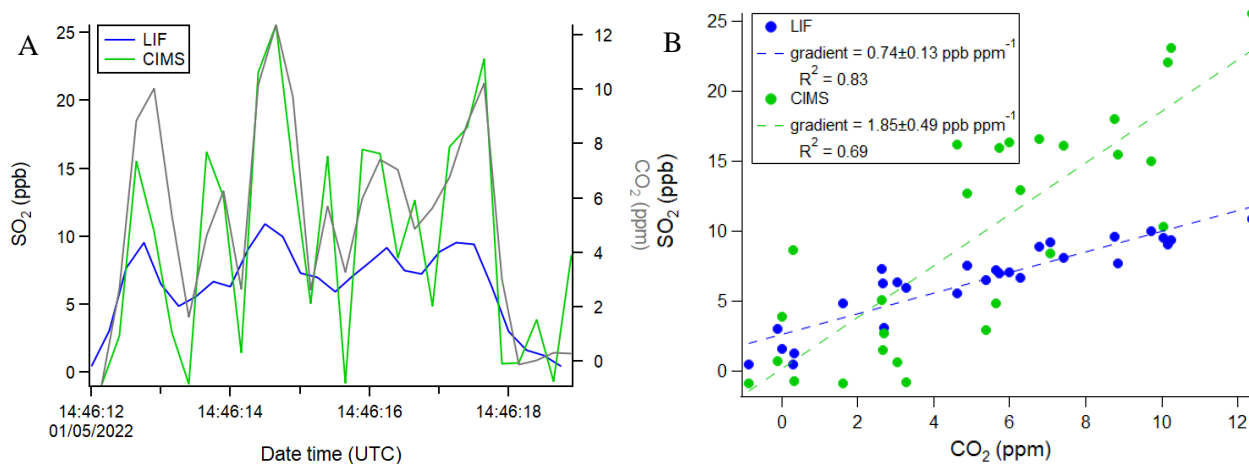 A
LIF
CIMS
25
20
15
10
5
0
SO₂ (ppb)
12
10
8
6
4
2
0
CO₂ (ppm)
14:46:12
14:46:14
14:46:16
14:46:18
01/05/2022
Date time (UTC)
B
LIF
gradient = 0.74±0.13 ppb ppm⁻¹
R² = 0.83
CIMS
gradient = 1.85±0.49 ppb ppm⁻¹
R² = 0.69
25
20
15
10
5
0
SO₂ (ppb)
0
2
4
6
8
10
12
CO₂ (ppm)